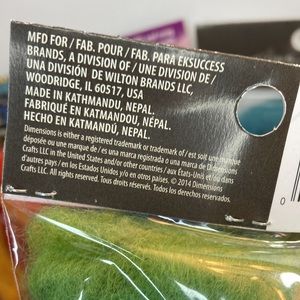 MFD FOR / FAB. POUR / FAB. PARA EKSUCCESS
BRANDS, A DIVISION OF / UNE DIVISION DE /
UNA DIVISIÓN DE WILTON BRANDS LLC,
WOODRIDGE, IL 60517, USA
MADE IN KATHMANDU, NEPAL.
FABRIQUÉ EN KATMANDOU, NÉPAL.
HECHO EN KATMANDÚ, NEPAL.
Dimensions is either a registered trademark or trademark of / est soit une marque
déposée ou une marque de / es una marca registrada o una marca de Dimensions
Crafts LLC in the United States and/or other countries / aux États-Unis et/ou dans
d'autres pays / en los Estados Unidos y/o en otros países. © 2014 Dimensions
Crafts LLC. All rights reserved. Tous droits réservés. Todos los derechos reservados.